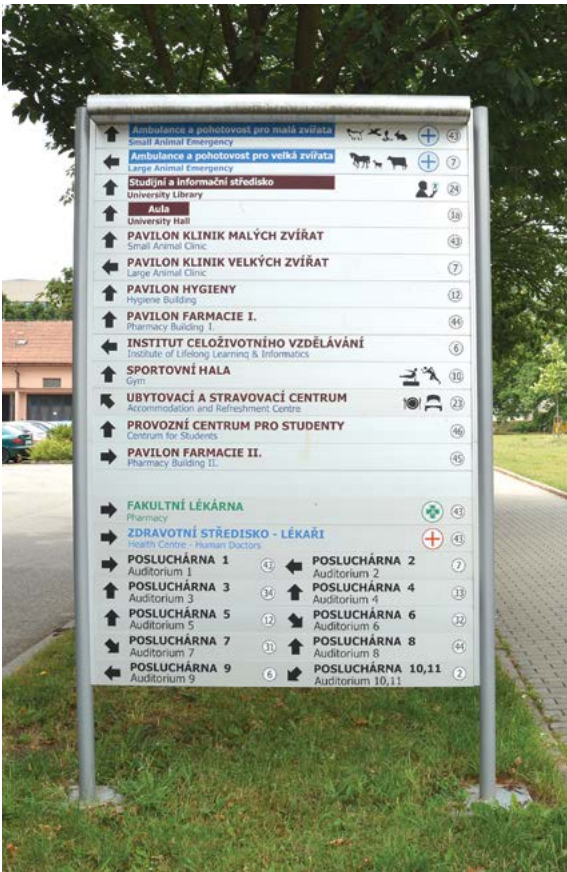 Ambulance a pohotovost pro malá zvířata 43
Small Animal Emergency
Ambulance a pohotovost pro velká zvířata 7
Large Animal Emergency
Studijní a informační středisko 24
University Library
Aula 1a
University Hall
PAVILON KLINIK MALÝCH ZVÍŘAT 43
Small Animal Clinic
PAVILON KLINIK VELKÝCH ZVÍŘAT 7
Large Animal Clinic
PAVILON HYGIENY 12
Hygiene Building
PAVILON FARMACIE I. 44
Pharmacy Building I.
INSTITUT CELOŽIVOTNÍHO VZDĚLÁVÁNÍ 6
Institute of Lifelong Learning & Informatics
SPORTOVNÍ HALA 10
Gym
UBYTOVACÍ A STRAVOVACÍ CENTRUM 23
Accommodation and Refreshment Centre
PROVOZNÍ CENTRUM PRO STUDENTY 46
Centrum for Students
PAVILON FARMACIE II. 45
Pharmacy Building II.
FAKULTNÍ LÉKÁRNA 43
Pharmacy
ZDRAVOTNÍ STŘEDISKO - LÉKAŘI 43
Health Centre - Human Doctors
POSLUCHÁRNA 1 43 POSLUCHÁRNA 2 7
Auditorium 1 Auditorium 2
POSLUCHÁRNA 3 34 POSLUCHÁRNA 4 33
Auditorium 3 Auditorium 4
POSLUCHÁRNA 5 12 POSLUCHÁRNA 6 32
Auditorium 5 Auditorium 6
POSLUCHÁRNA 7 31 POSLUCHÁRNA 8 44
Auditorium 7 Auditorium 8
POSLUCHÁRNA 9 6 POSLUCHÁRNA 10,11 2
Auditorium 9 Auditorium 10,11